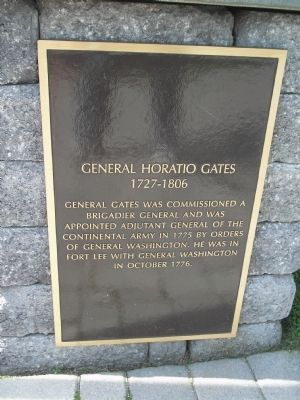 GENERAL HORATIO GATES
1727-1806
GENERAL GATES WAS COMMISSIONED A
BRIGADIER GENERAL AND WAS
APPOINTED ADJUTANT GENERAL OF THE
CONTINENTAL ARMY IN 1775 BY ORDERS
OF GENERAL WASHINGTON. HE WAS IN
FORT LEE WITH GENERAL WASHINGTON
IN OCTOBER 1776.